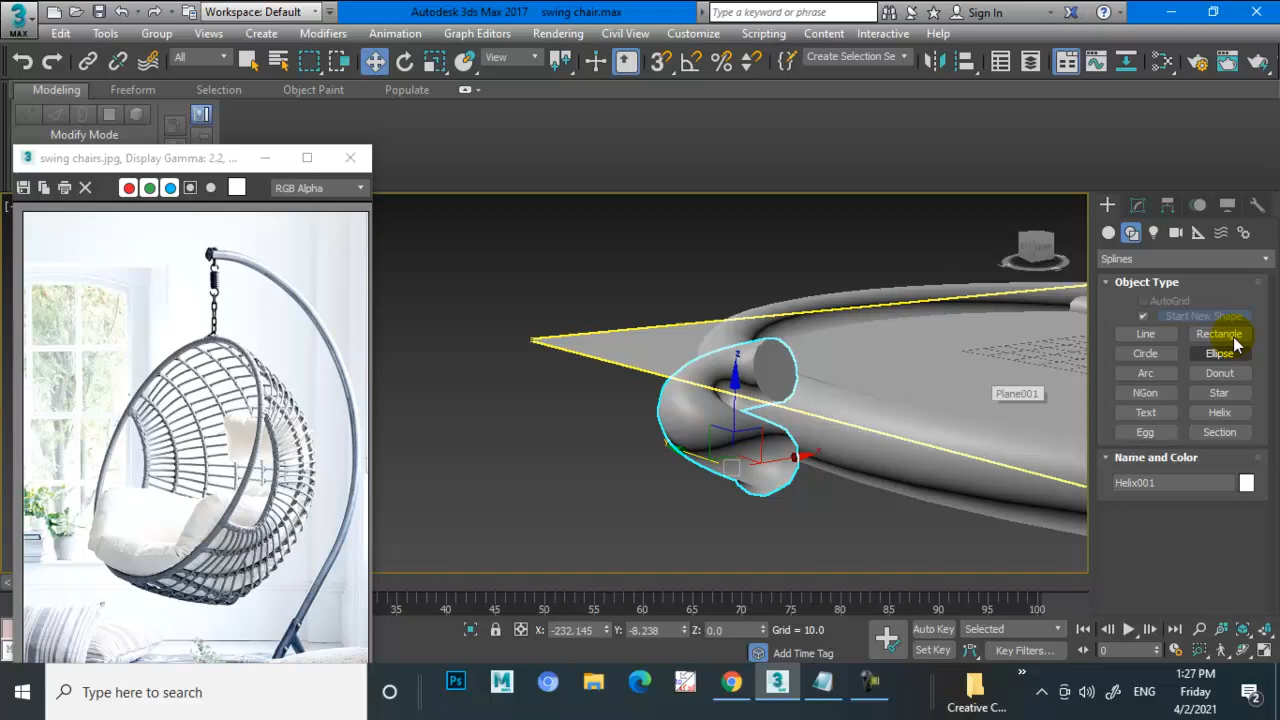 MAX
Workspace: Default
Autodesk 3ds Max 2017 swing chair.max
Type a keyword or phrase
Sign In
Edit Tools Group Views Create Modifiers Animation Graph Editors Rendering Civil View Customize Scripting Content Interactive Help
All
View
Create Selection Se
Modeling Freeform Selection Object Paint Populate
Modify Mode
swing chairs.jpg, Display Gamma: 2.2, ...
RGB Alpha
Splines
Object Type
AutoGrid
Start New Shape
Line Rectangle
Circle Ellipse
Arc Donut
NGon Star
Text Helix
Egg Section
Name and Color
Helix001
Plane001
z
x
y
35 40 45 50 55 60 65 70 75 80 85 90 95 100
X: -232.145 Y: -8.238 Z: 0.0 Grid = 10.0
Add Time Tag
Auto Key Selected
Set Key Key Filters...
0
Type here to search
Ps
Creative C...
ENG
1:27 PM
Friday
4/2/2021
2